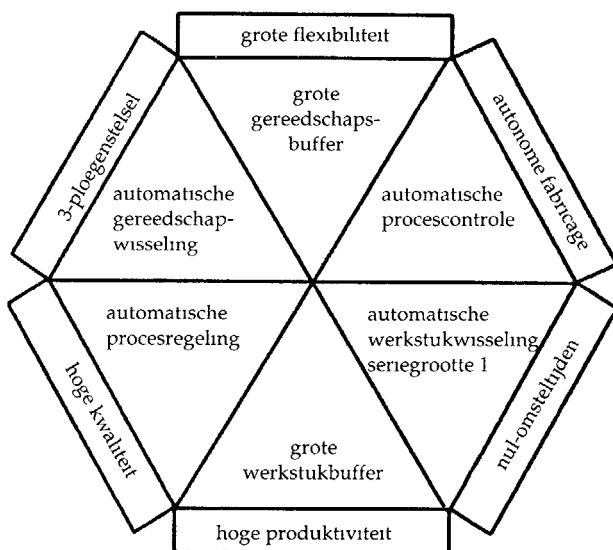 grote flexibiliteit
3-ploegenstelsel
grote
gereedschaps-
buffer
autonome fabricage
automatische
gereedschap-
wisseling
automatische
procescontrole
automatische
procesregeling
automatische
werkstukwisseling
seriegrootte 1
hoge kwaliteit
grote
werkstukbuffer
nul-omsteltijden
hoge produktiviteit